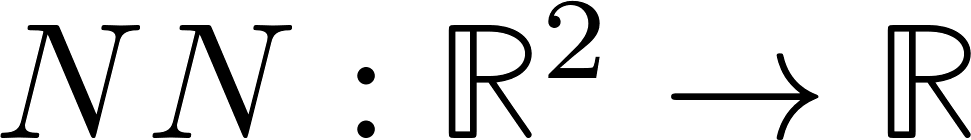 NN : ℝ² → ℝ